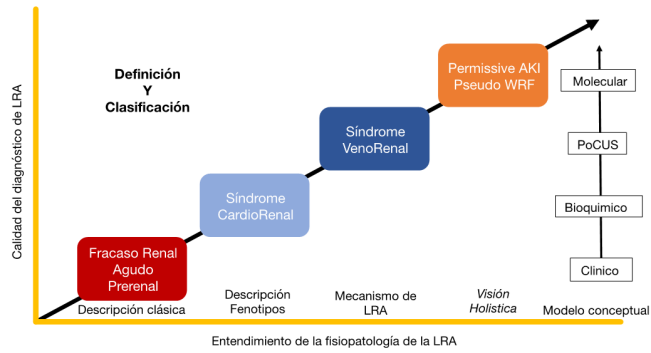 Definición
Y
Clasificación
Permissive AKI
Pseudo WRF
Síndrome
VenoRenal
Síndrome
CardioRenal
Fracaso Renal
Agudo
Prerenal
Molecular
PoCUS
Bioquimico
Clinico
Descripción clásica
Descripción
Fenotipos
Mecanismo de
LRA
Visión
Holistica
Modelo conceptual
Calidad del diagnóstico de LRA
Entendimiento de la fisiopatología de la LRA